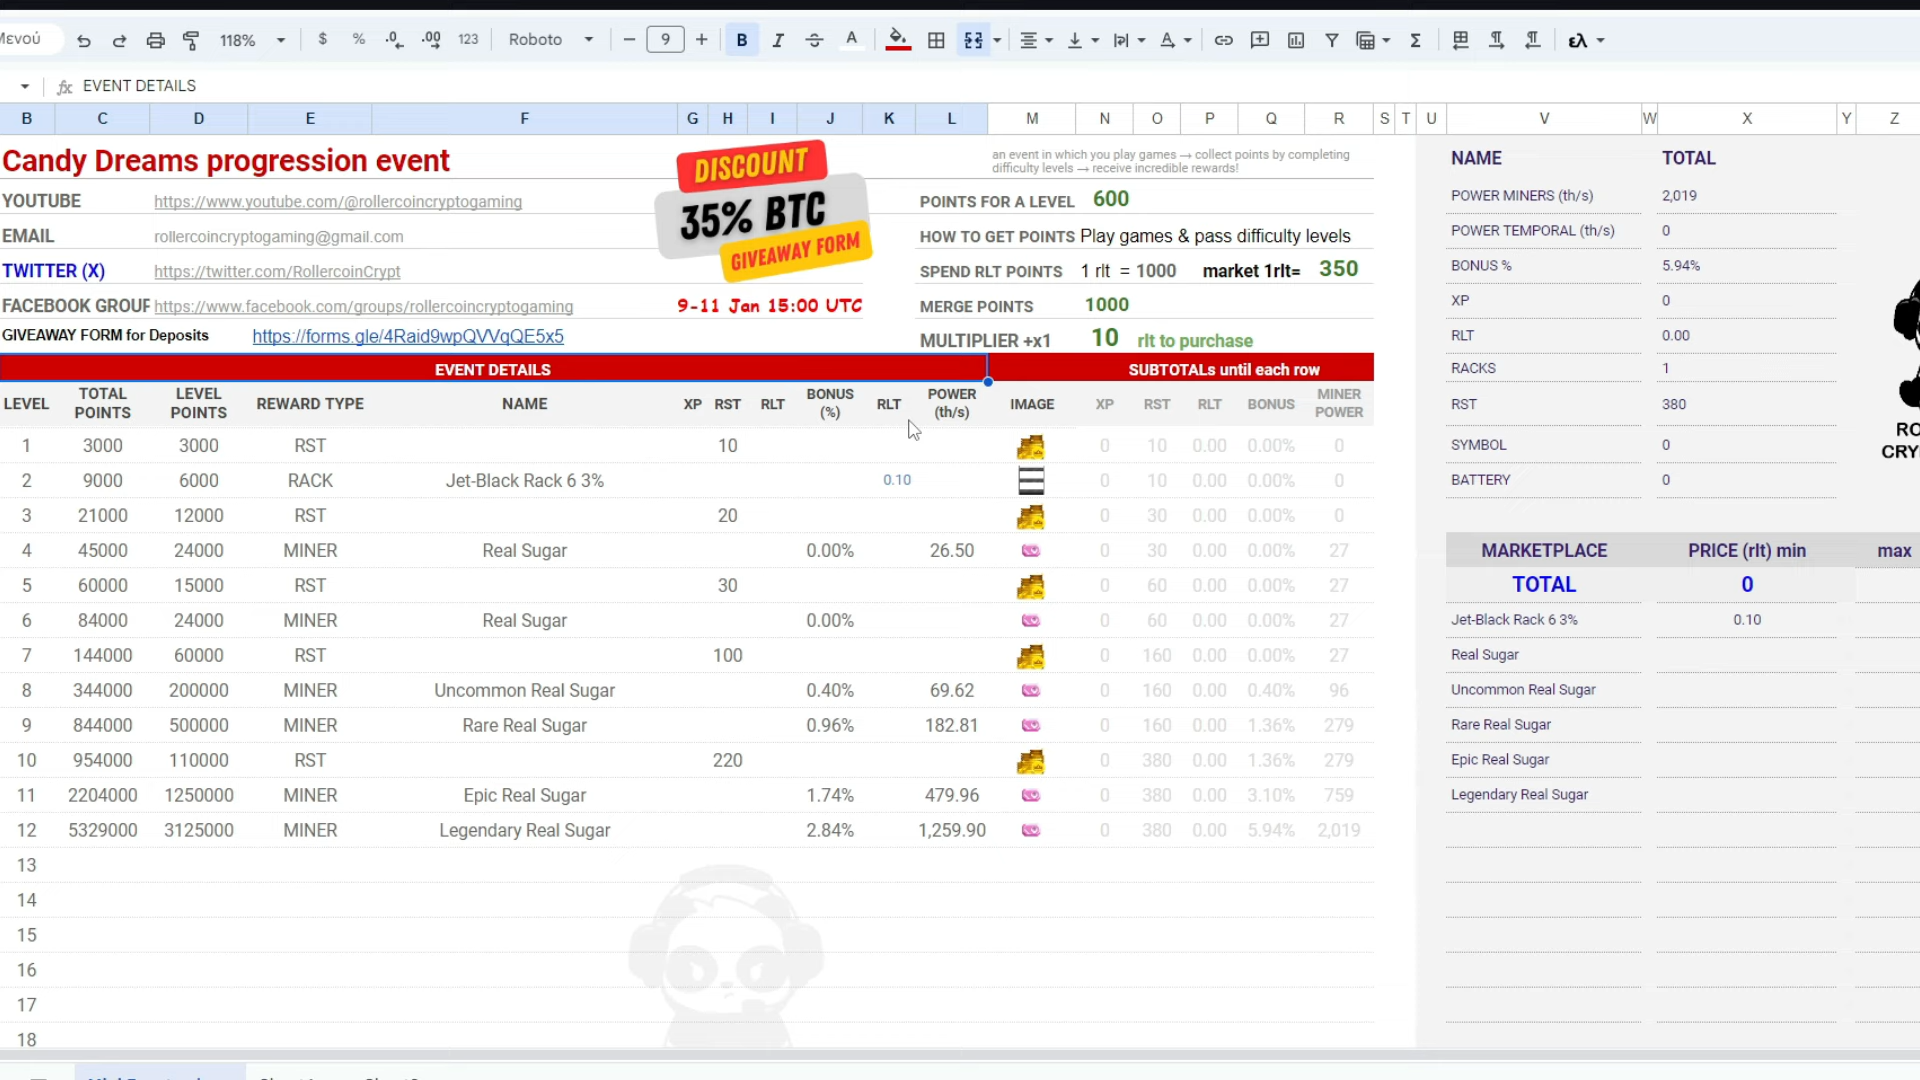 Μενού 118% $ % .0 .00 123 Roboto 9 B I A Σ ελ
fx EVENT DETAILS
B C D E F G H I J K L M N O P Q R S T U V W X Y Z
Candy Dreams progression event
DISCOUNT
35% BTC
GIVEAWAY FORM
an event in which you play games → collect points by completing
difficulty levels → receive incredible rewards!
YOUTUBE https://www.youtube.com/@rollercoincryptogaming
POINTS FOR A LEVEL 600
EMAIL rollercoincryptogaming@gmail.com
HOW TO GET POINTS Play games & pass difficulty levels
TWITTER (X) https://twitter.com/RollercoinCrypt
SPEND RLT POINTS 1 rlt = 1000 market 1rlt= 350
FACEBOOK GROUP https://www.facebook.com/groups/rollercoincryptogaming
9-11 Jan 15:00 UTC
MERGE POINTS 1000
GIVEAWAY FORM for Deposits https://forms.gle/4Raid9wpQVVqQE5x5
MULTIPLIER +x1 10 rlt to purchase
EVENT DETAILS SUBTOTALs until each row
LEVEL TOTAL POINTS LEVEL POINTS REWARD TYPE NAME XP RST RLT BONUS (%) RLT POWER (th/s) IMAGE XP RST RLT BONUS MINER POWER
1 3000 3000 RST 10 0 10 0.00 0.00% 0
2 9000 6000 RACK Jet-Black Rack 6 3% 0.10 0 10 0.00 0.00% 0
3 21000 12000 RST 20 0 30 0.00 0.00% 0
4 45000 24000 MINER Real Sugar 0.00% 26.50 0 30 0.00 0.00% 27
5 60000 15000 RST 30 0 60 0.00 0.00% 27
6 84000 24000 MINER Real Sugar 0.00% 0 60 0.00 0.00% 27
7 144000 60000 RST 100 0 160 0.00 0.00% 27
8 344000 200000 MINER Uncommon Real Sugar 0.40% 69.62 0 160 0.00 0.40% 96
9 844000 500000 MINER Rare Real Sugar 0.96% 182.81 0 160 0.00 1.36% 279
10 954000 110000 RST 220 0 380 0.00 1.36% 279
11 2204000 1250000 MINER Epic Real Sugar 1.74% 479.96 0 380 0.00 3.10% 759
12 5329000 3125000 MINER Legendary Real Sugar 2.84% 1,259.90 0 380 0.00 5.94% 2,019
13
14
15
16
17
18
NAME TOTAL
POWER MINERS (th/s) 2,019
POWER TEMPORAL (th/s) 0
BONUS % 5.94%
XP 0
RLT 0.00
RACKS 1
RST 380
SYMBOL 0
BATTERY 0
RO
CRY
MARKETPLACE PRICE (rlt) min max
TOTAL 0
Jet-Black Rack 6 3% 0.10
Real Sugar
Uncommon Real Sugar
Rare Real Sugar
Epic Real Sugar
Legendary Real Sugar